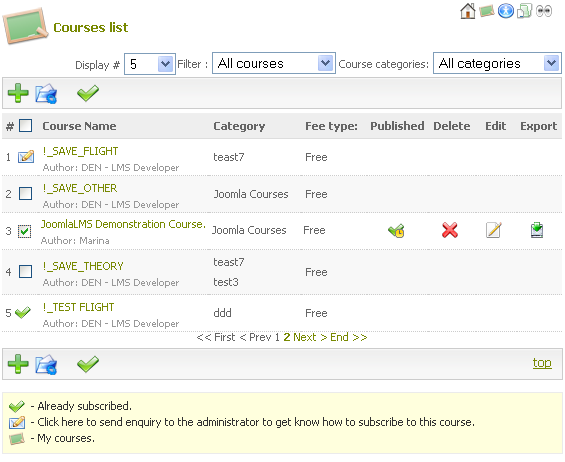 Courses list
Display # 5 Filter : All courses Course categories: All categories
# Course Name Category Fee type: Published Delete Edit Export
1 !_SAVE_FLIGHT teast7 Free
Author: DEN - LMS Developer
2 !_SAVE_OTHER Joomla Courses Free
Author: DEN - LMS Developer
3 JoomlaLMS Demonstration Course. Joomla Courses Free
Author: Marina
4 !_SAVE_THEORY teast7 Free
Author: DEN - LMS Developer test3
5 !_TEST FLIGHT ddd Free
Author: DEN - LMS Developer
<< First < Prev 1 2 Next > End >>
top
- Already subscribed.
- Click here to send enquiry to the administrator to get know how to subscribe to this course.
- My courses.